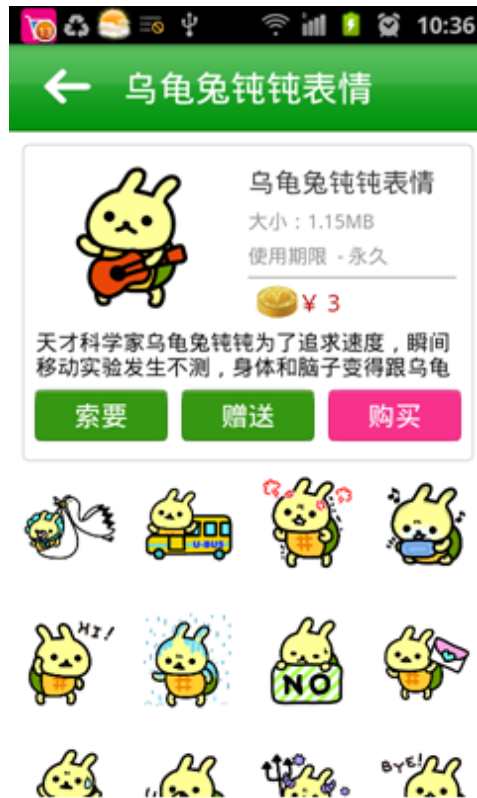 10:36
乌龟兔钝钝表情
乌龟兔钝钝表情
大小：1.15MB
使用期限 - 永久
¥ 3
天才科学家乌龟兔钝钝为了追求速度，瞬间
移动实验发生不测，身体和脑子变得跟乌龟
索要 赠送 购买
U-BUS
HI!
NO
BYE!